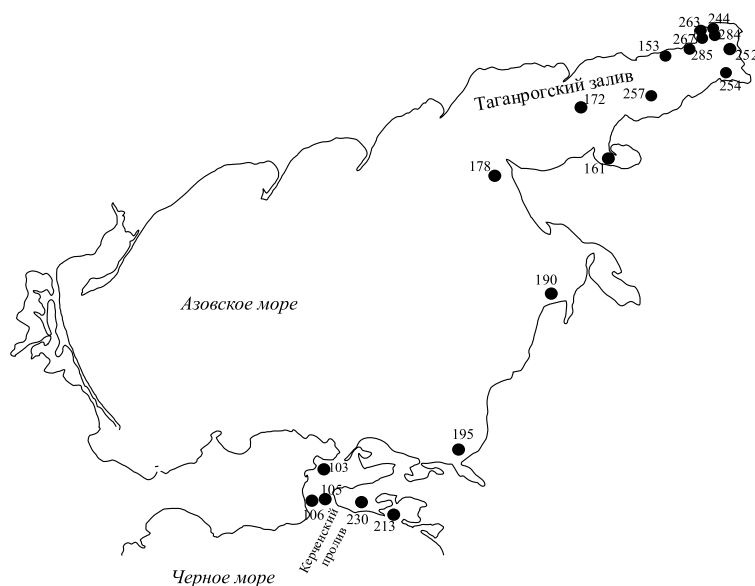 263 244
267 284
153 285 252
254
Таганрогский залив
172 257
178 161
190
Азовское море
195
103
105
106 230 213
Керченский
пролив
Черное море